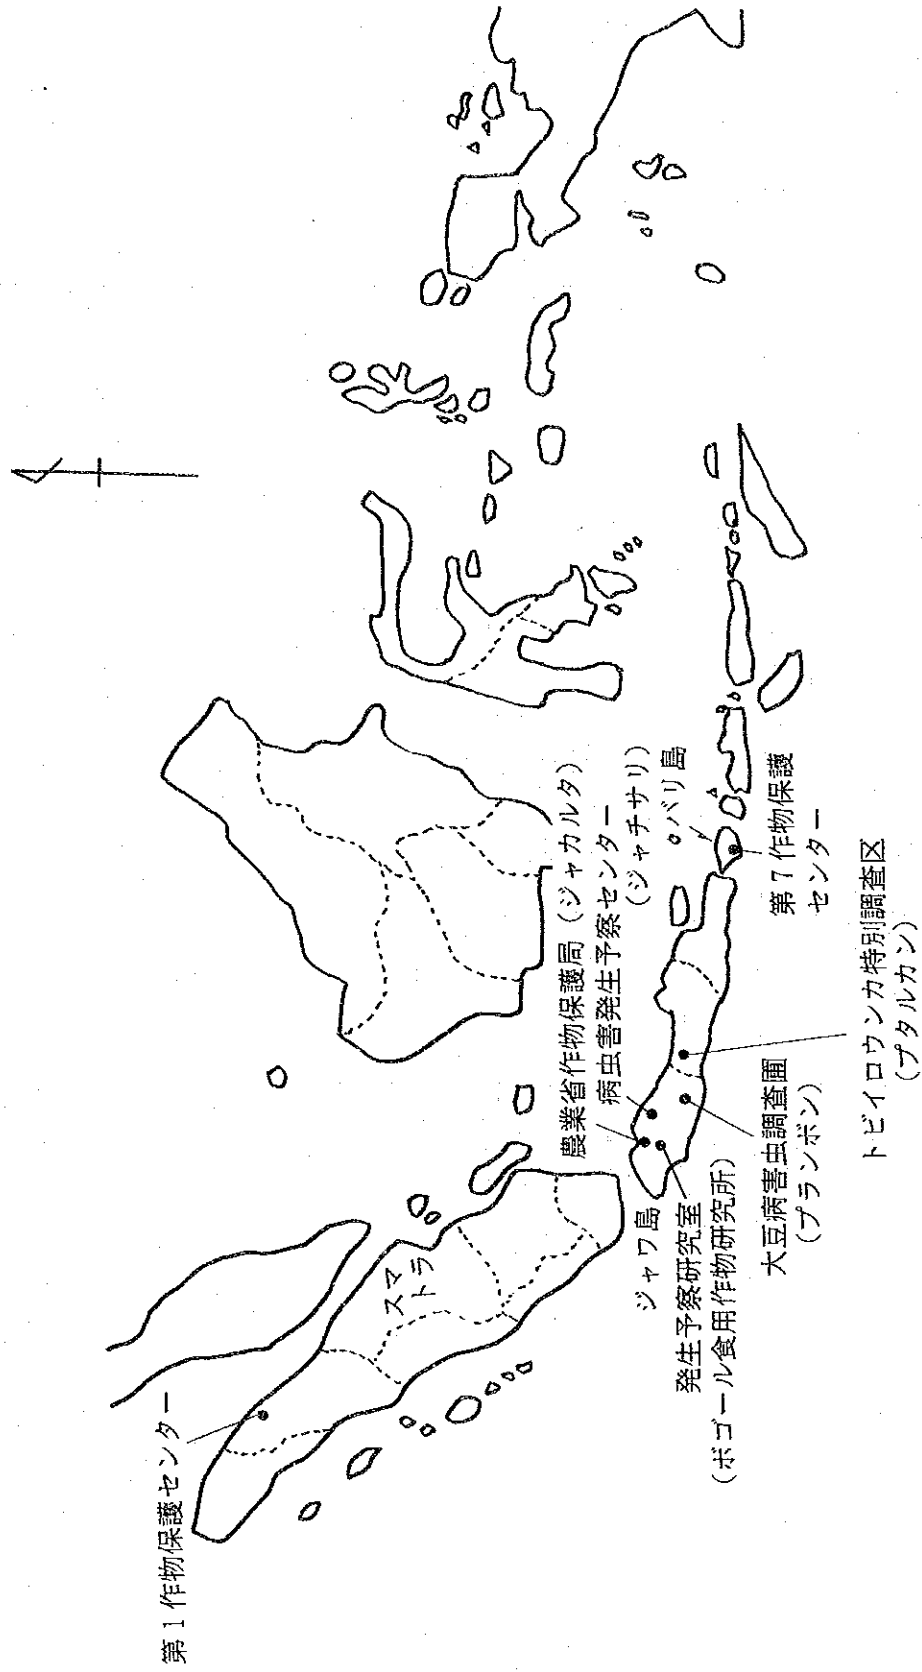 第1作物保護センター
スマ
トラ
農業省作物保護局(ジャカルタ)
病虫害発生予察センター
(ジャチサリ)
バリ島
ジャワ島
発生予察研究室
(ボゴール食用作物研究所)
大豆病害虫調査圃
(プランボン)
第7作物保護
センター
トビイロウンカ特別調査区
(プタルカン)